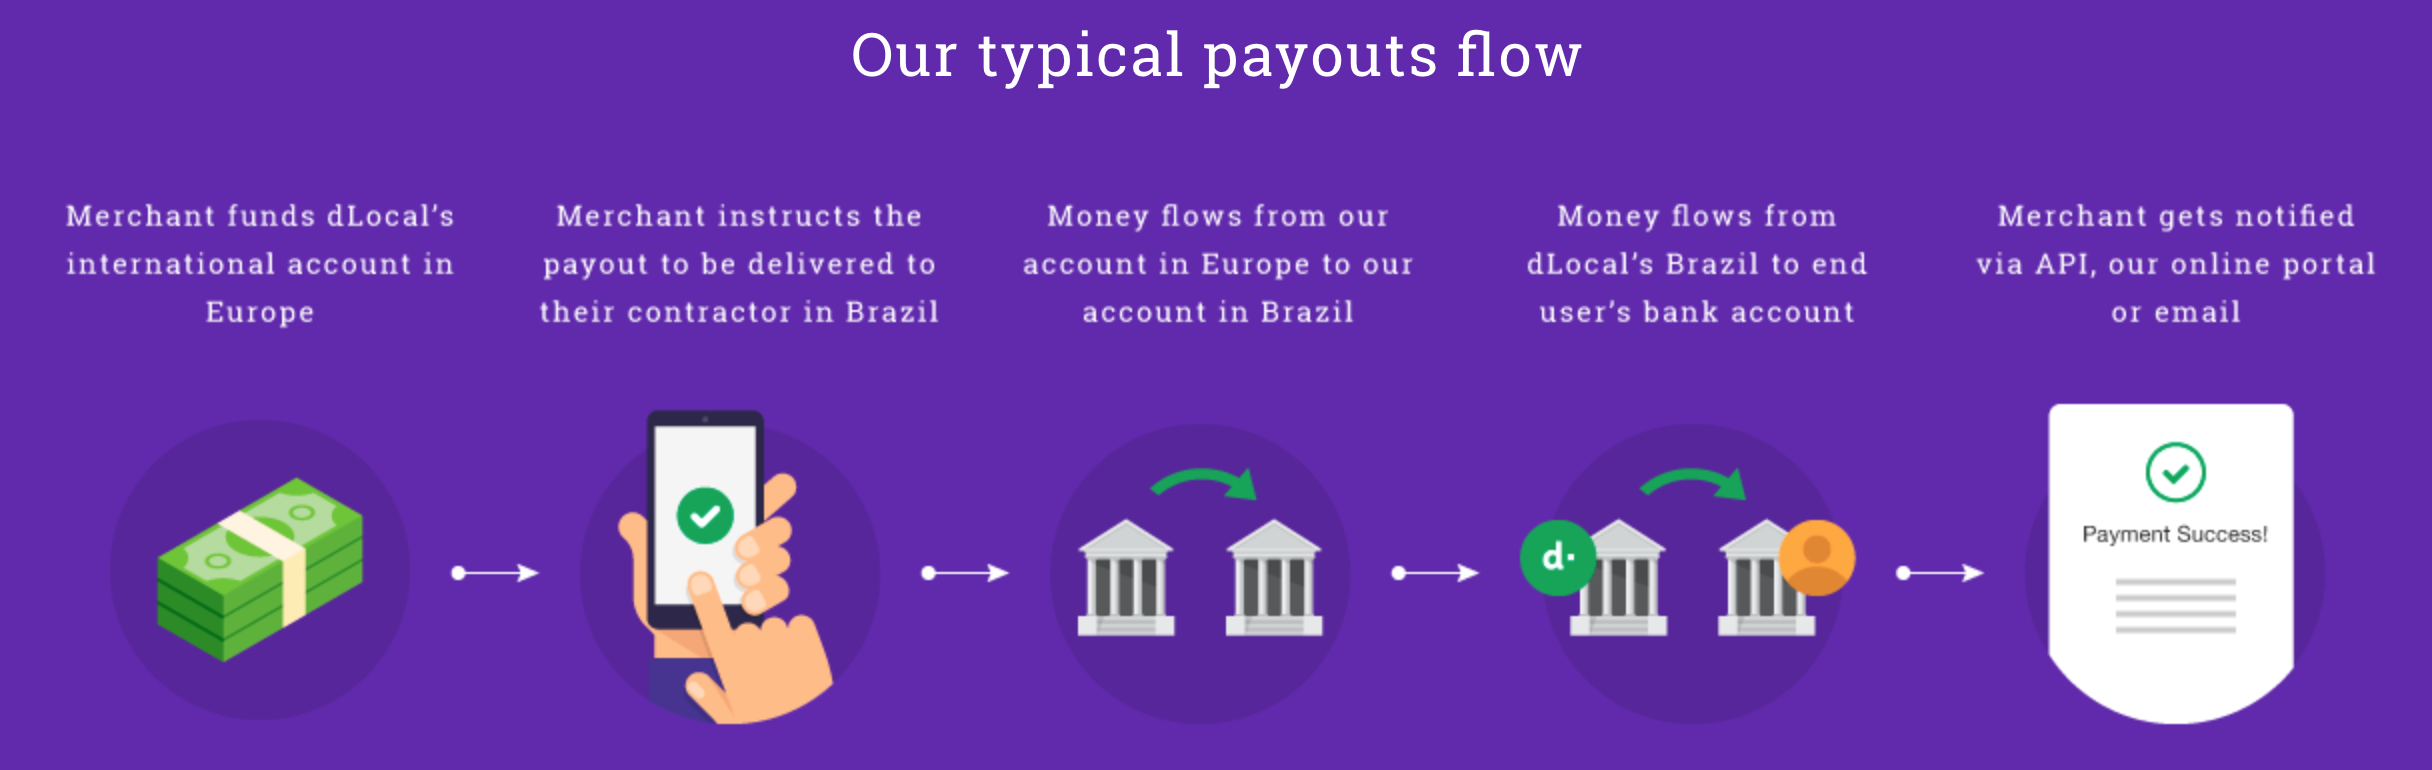 Our typical payouts flow
Merchant funds dLocal’s
international account in
Europe
Merchant instructs the
payout to be delivered to
their contractor in Brazil
Money flows from our
account in Europe to our
account in Brazil
Money flows from
dLocal’s Brazil to end
user’s bank account
Merchant gets notified
via API, our online portal
or email
d·
Payment Success!